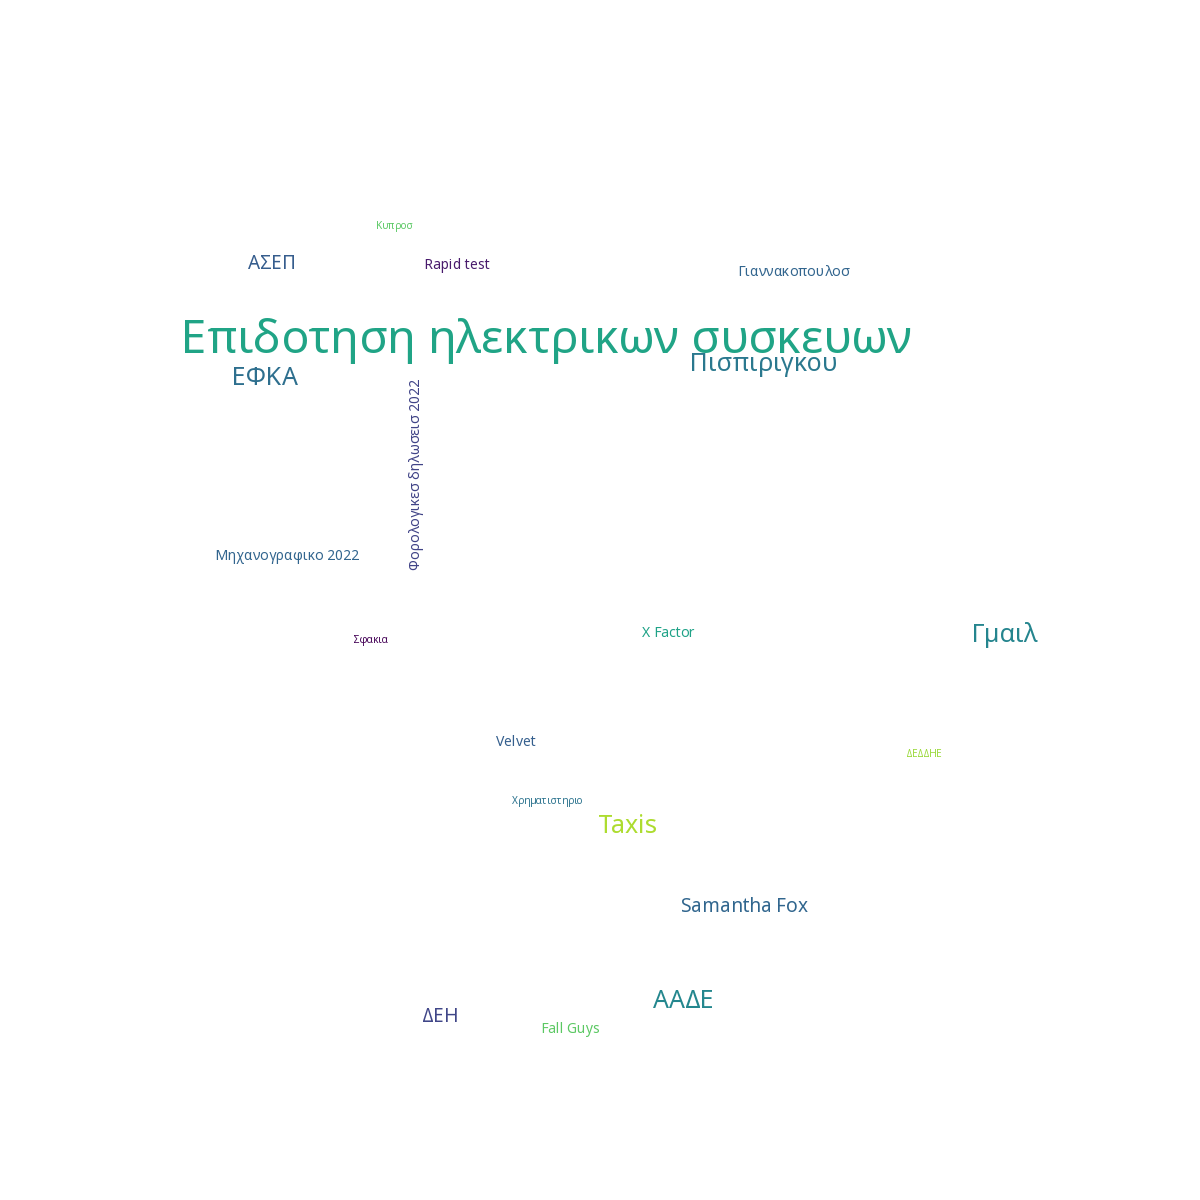 Κυπροσ
ΑΣΕΠ
Rapid test
Γιαννακοπουλοσ
Επιδοτηση ηλεκτρικων συσκευων
Πισπιριγκου
ΕΦΚΑ
Φορολογικεσ δηλωσεισ 2022
Μηχανογραφικο 2022
X Factor
Γμαιλ
Σφακια
Velvet
ΔΕΔΔΗΕ
Χρηματιστηριο
Taxis
Samantha Fox
ΑΑΔΕ
ΔΕΗ
Fall Guys